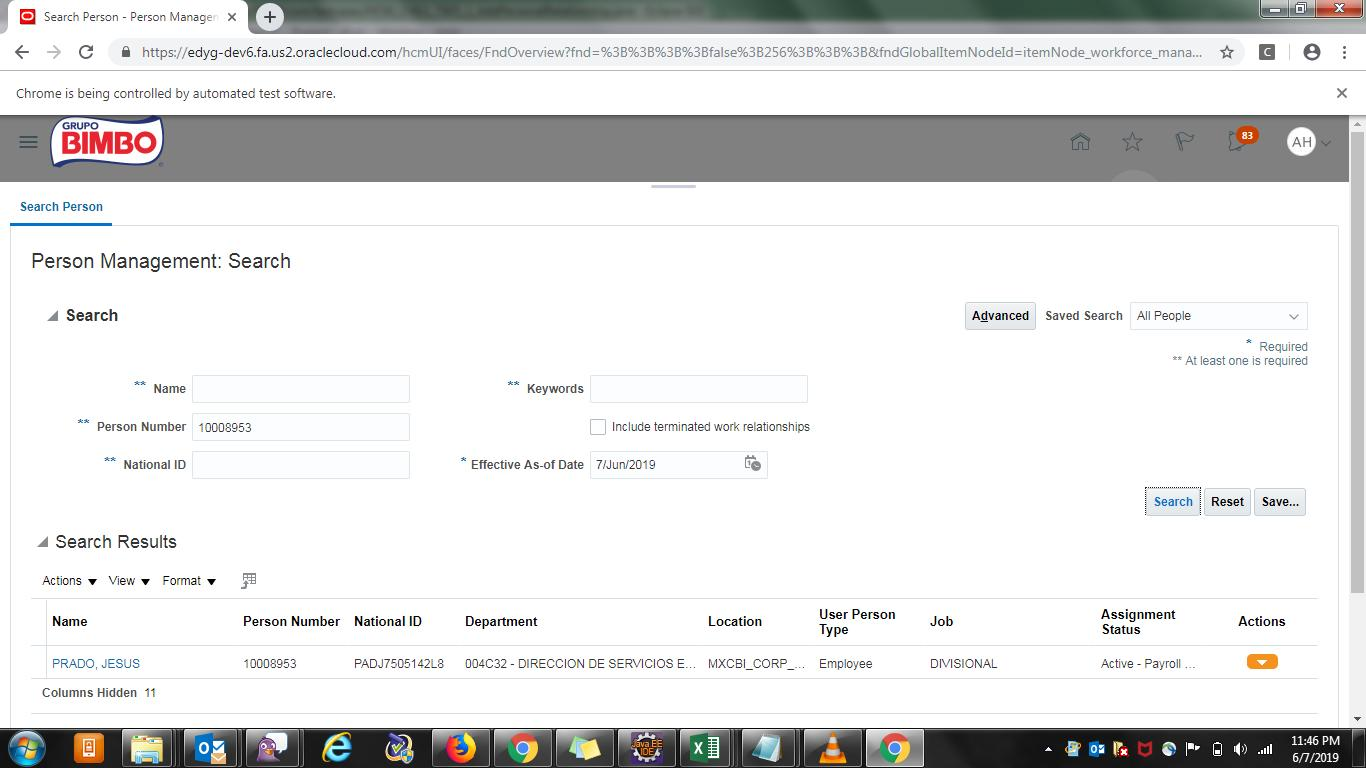 Search Person - Person Managen
https://edyg-dev6.fa.us2.oraclecloud.com/hcmUI/faces/FndOverview?fnd=%3B%3B%3B%3Bfalse%3B256%3B%3B%3B&fndGlobalItemNodeId=itemNode_workforce_mana...
Chrome is being controlled by automated test software.
GRUPO
BIMBO
83
AH
Search Person
Person Management: Search
Search
Advanced
Saved Search
All People
* Required
** At least one is required
** Name
** Keywords
** Person Number
10008953
Include terminated work relationships
** National ID
* Effective As-of Date
7/Jun/2019
Search
Reset
Save...
Search Results
Actions
View
Format
Name
Person Number
National ID
Department
Location
User Person
Type
Job
Assignment
Status
Actions
PRADO, JESUS
10008953
PADJ7505142L8
004C32 - DIRECCION DE SERVICIOS E...
MXCBI_CORP_...
Employee
DIVISIONAL
Active - Payroll ...
Columns Hidden 11
Java EE
IDE
11:46 PM
6/7/2019